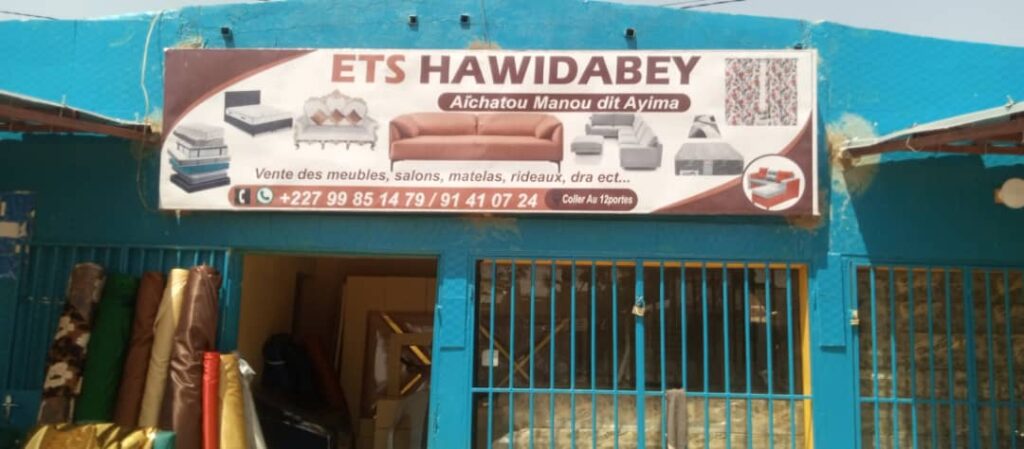 ETS HAWIDABEY
Aïchatou Manou dit Ayima
Vente des meubles, salons, matelas, rideaux, dra ect...
+227 99 85 14 79 / 91 41 07 24
Coller Au 12portes